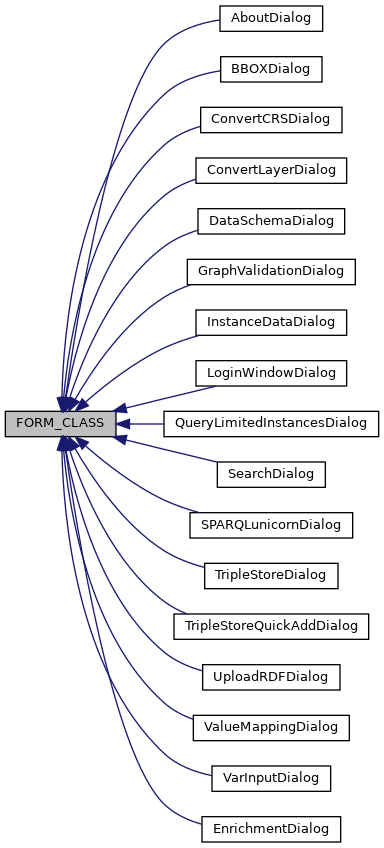 AboutDialog
BBOXDialog
ConvertCRSDialog
ConvertLayerDialog
DataSchemaDialog
GraphValidationDialog
InstanceDataDialog
LoginWindowDialog
FORM_CLASS
QueryLimitedInstancesDialog
SearchDialog
SPARQLunicornDialog
TripleStoreDialog
TripleStoreQuickAddDialog
UploadRDFDialog
ValueMappingDialog
VarInputDialog
EnrichmentDialog